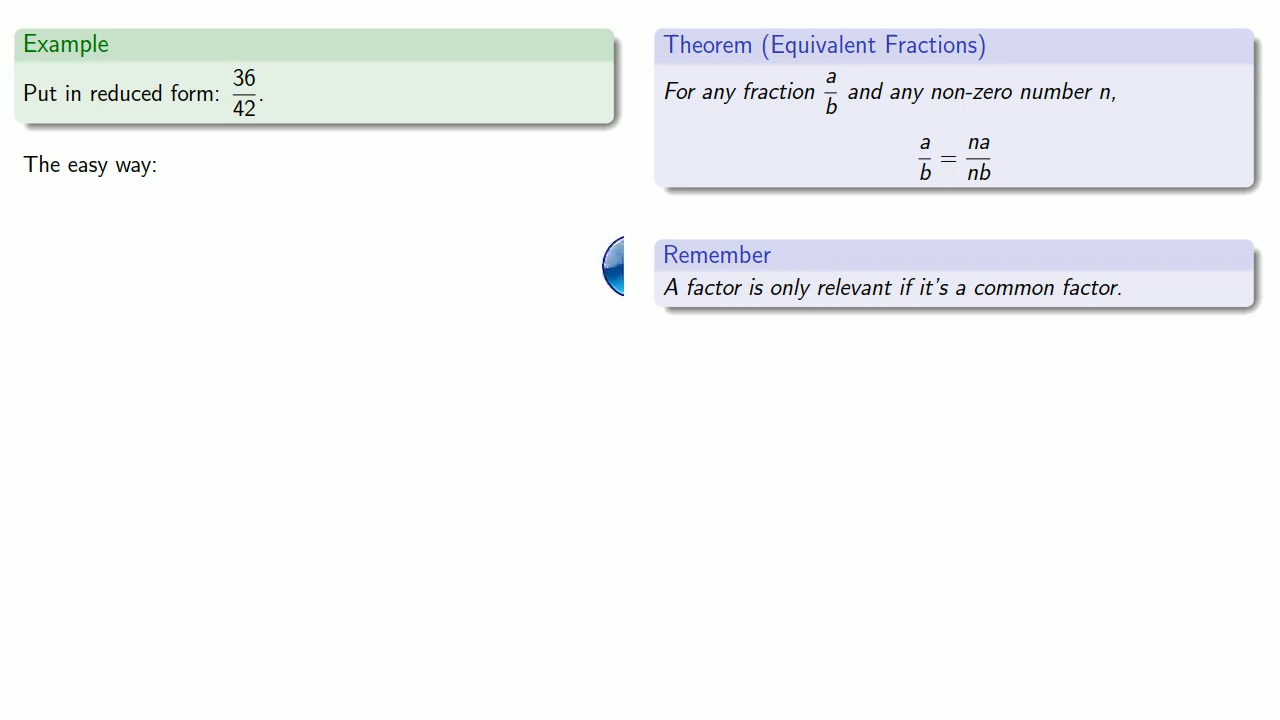 Example
Put in reduced form: 36/42.
The easy way:
Theorem (Equivalent Fractions)
For any fraction a/b and any non-zero number n,
a/b = na/nb
Remember
A factor is only relevant if it's a common factor.